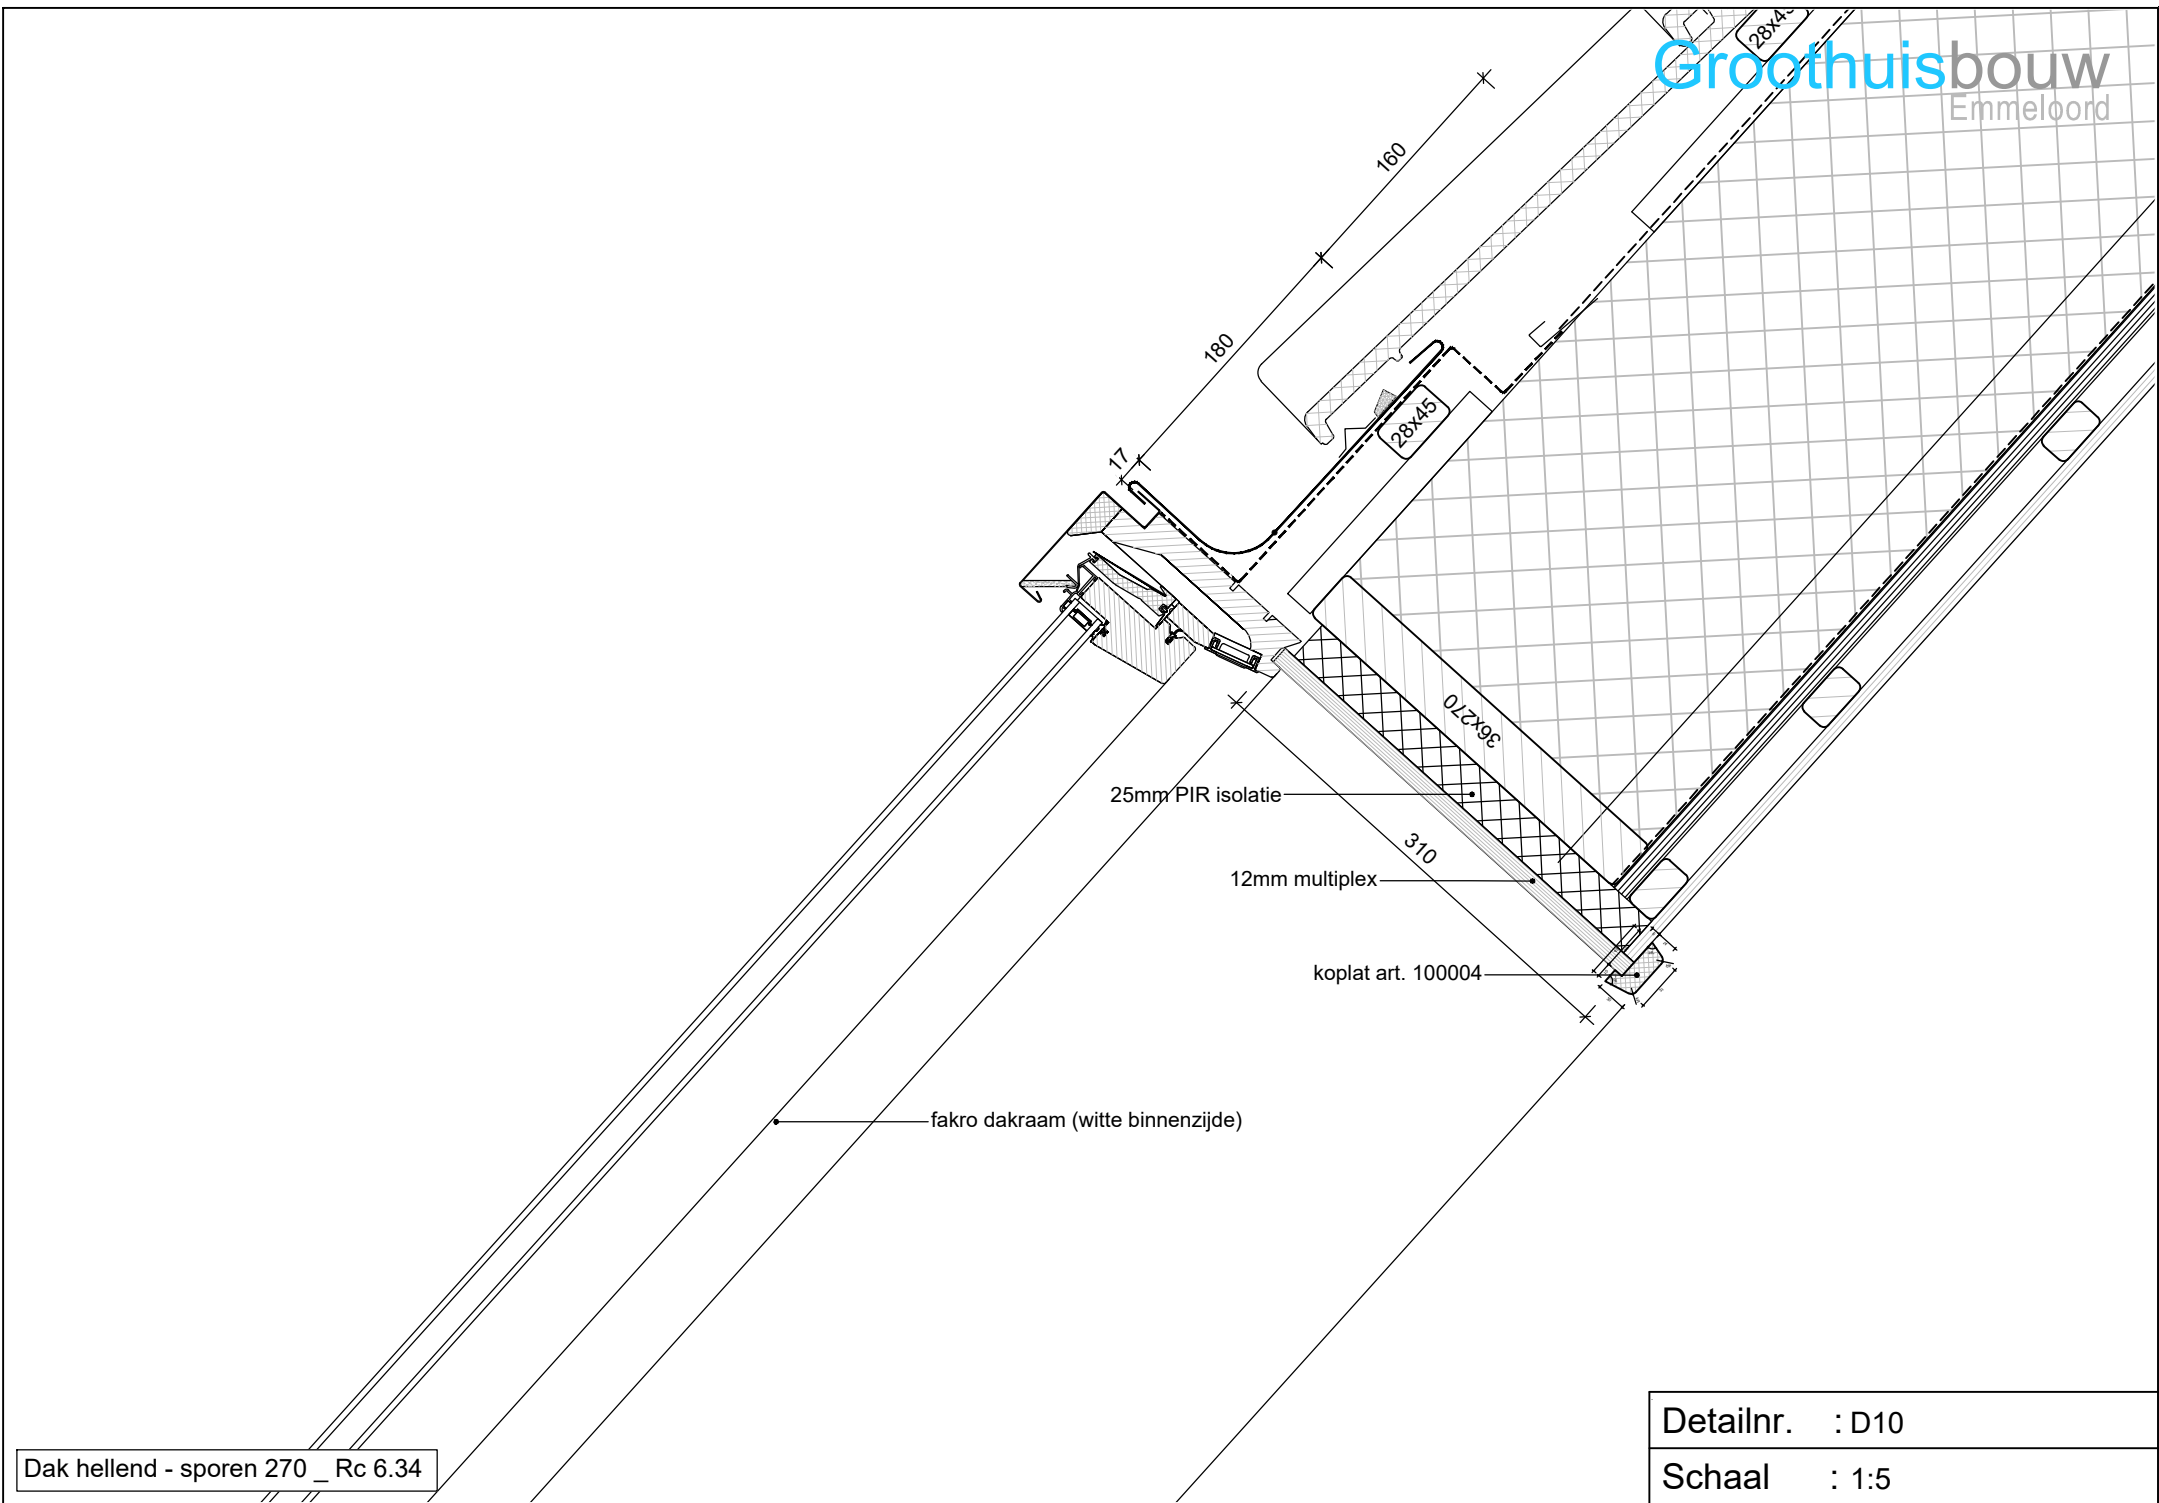 28x45
Groothuisbouw
Emmeloord
160
180
28x45
17
36x270
25mm PIR isolatie
310
12mm multiplex
koplat art. 100004
fakro dakraam (witte binnenzijde)
Detailnr. : D10
Dak hellend - sporen 270 _ Rc 6.34
Schaal : 1:5